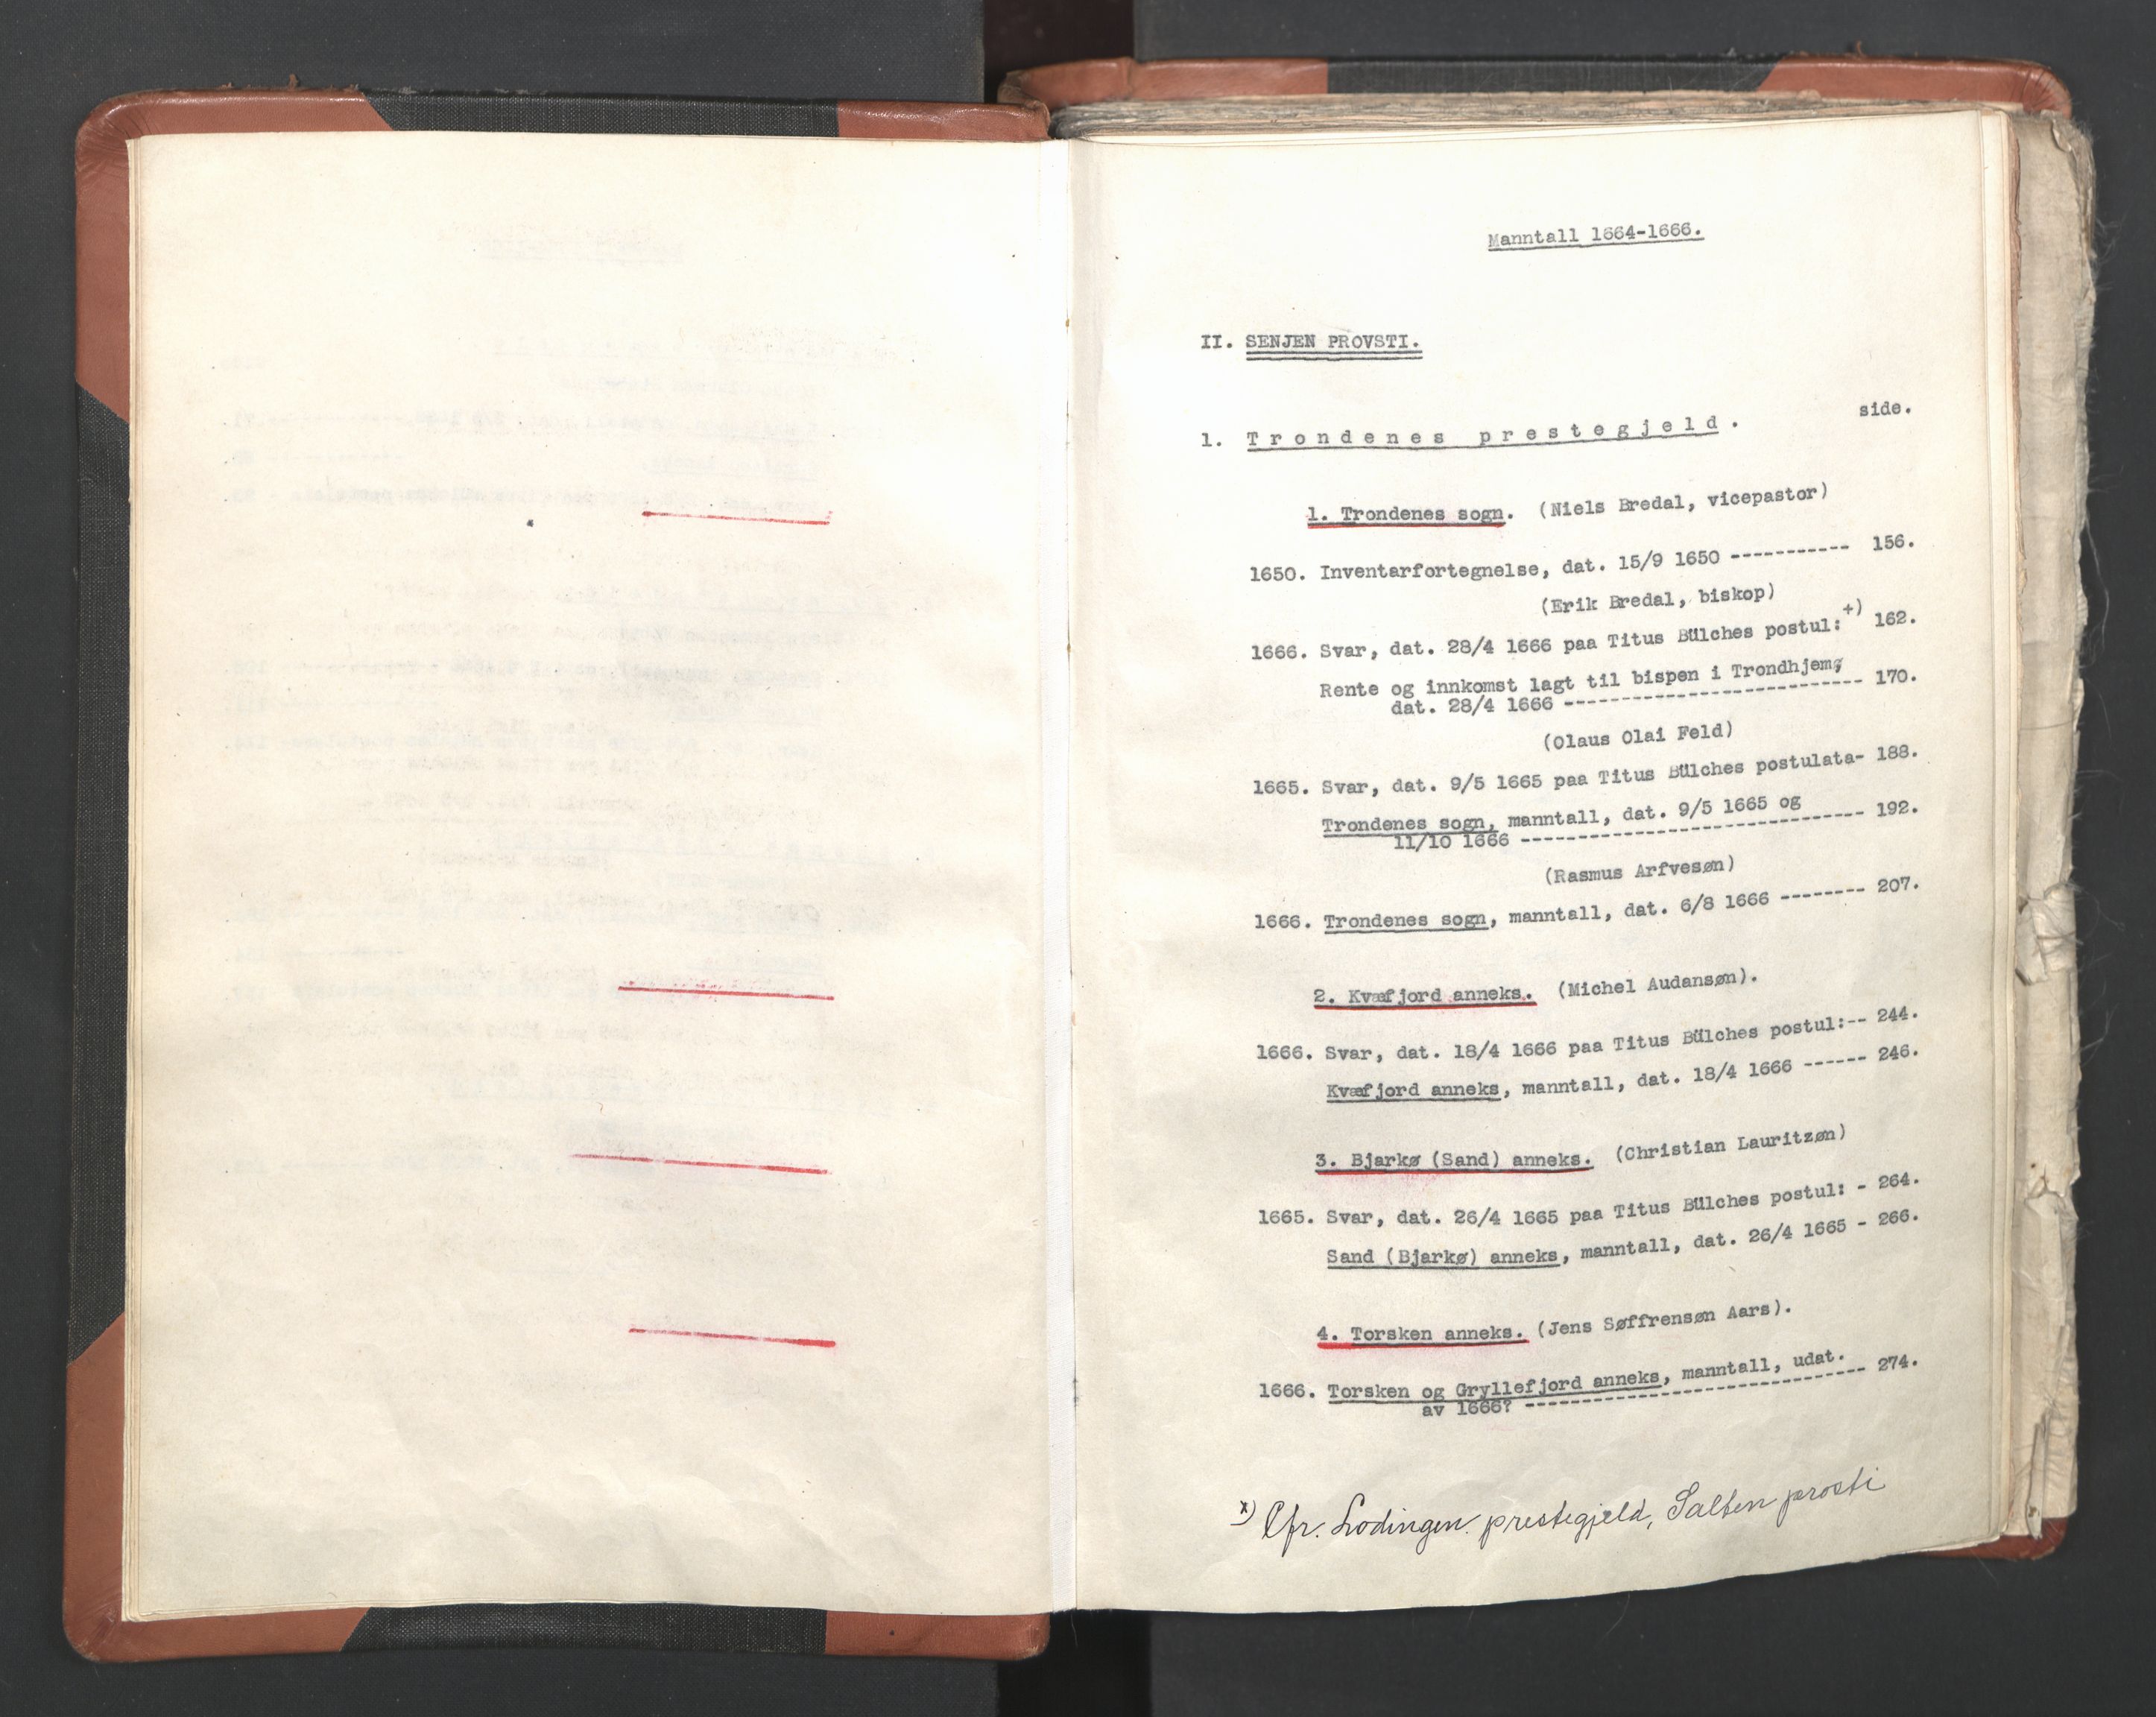 Manntall 1664-1666.
II. SENJEN PROVSTI.
side.
1. Trondenes prestegjeld.
1. Trondenes sogn. (Niels Bredal, vicepastor)
1650. Inventarfortegnelse, dat. 15/9 1650 ----------- 156.
(Erik Bredal, biskop)
1666. Svar, dat. 28/4 1666 paa Titus Bülches postul: +) 162.
Rente og innkomst lagt til bispen i Trondhjem,
dat. 28/4 1666 --------------------------- 170.
(Olaus Olai Feld)
1665. Svar, dat. 9/5 1665 paa Titus Bülches postulata- 188.
Trondenes sogn, manntall, dat. 9/5 1665 og
11/10 1666 ------------------------------- 192.
(Rasmus Arfvesøn)
1666. Trondenes sogn, manntall, dat. 6/8 1666 -------- 207.
2. Kvæfjord anneks. (Michel Audansøn).
1666. Svar, dat. 18/4 1666 paa Titus Bülches postul:-- 244.
Kvæfjord anneks, manntall, dat. 18/4 1666 ------ 246.
3. Bjarkø (Sand) anneks. (Christian Lauritzøn)
1665. Svar, dat. 26/4 1665 paa Titus Bülches postul: - 264.
Sand (Bjarkø) anneks, manntall, dat. 26/4 1665 - 266.
4. Torsken anneks. (Jens Søffrensøn Aars).
1666. Torsken og Gryllefjord anneks, manntall, udat.
av 1666? ------------------------------ 274.
x) Cfr. Lodingen prestegjeld, Salten prosti